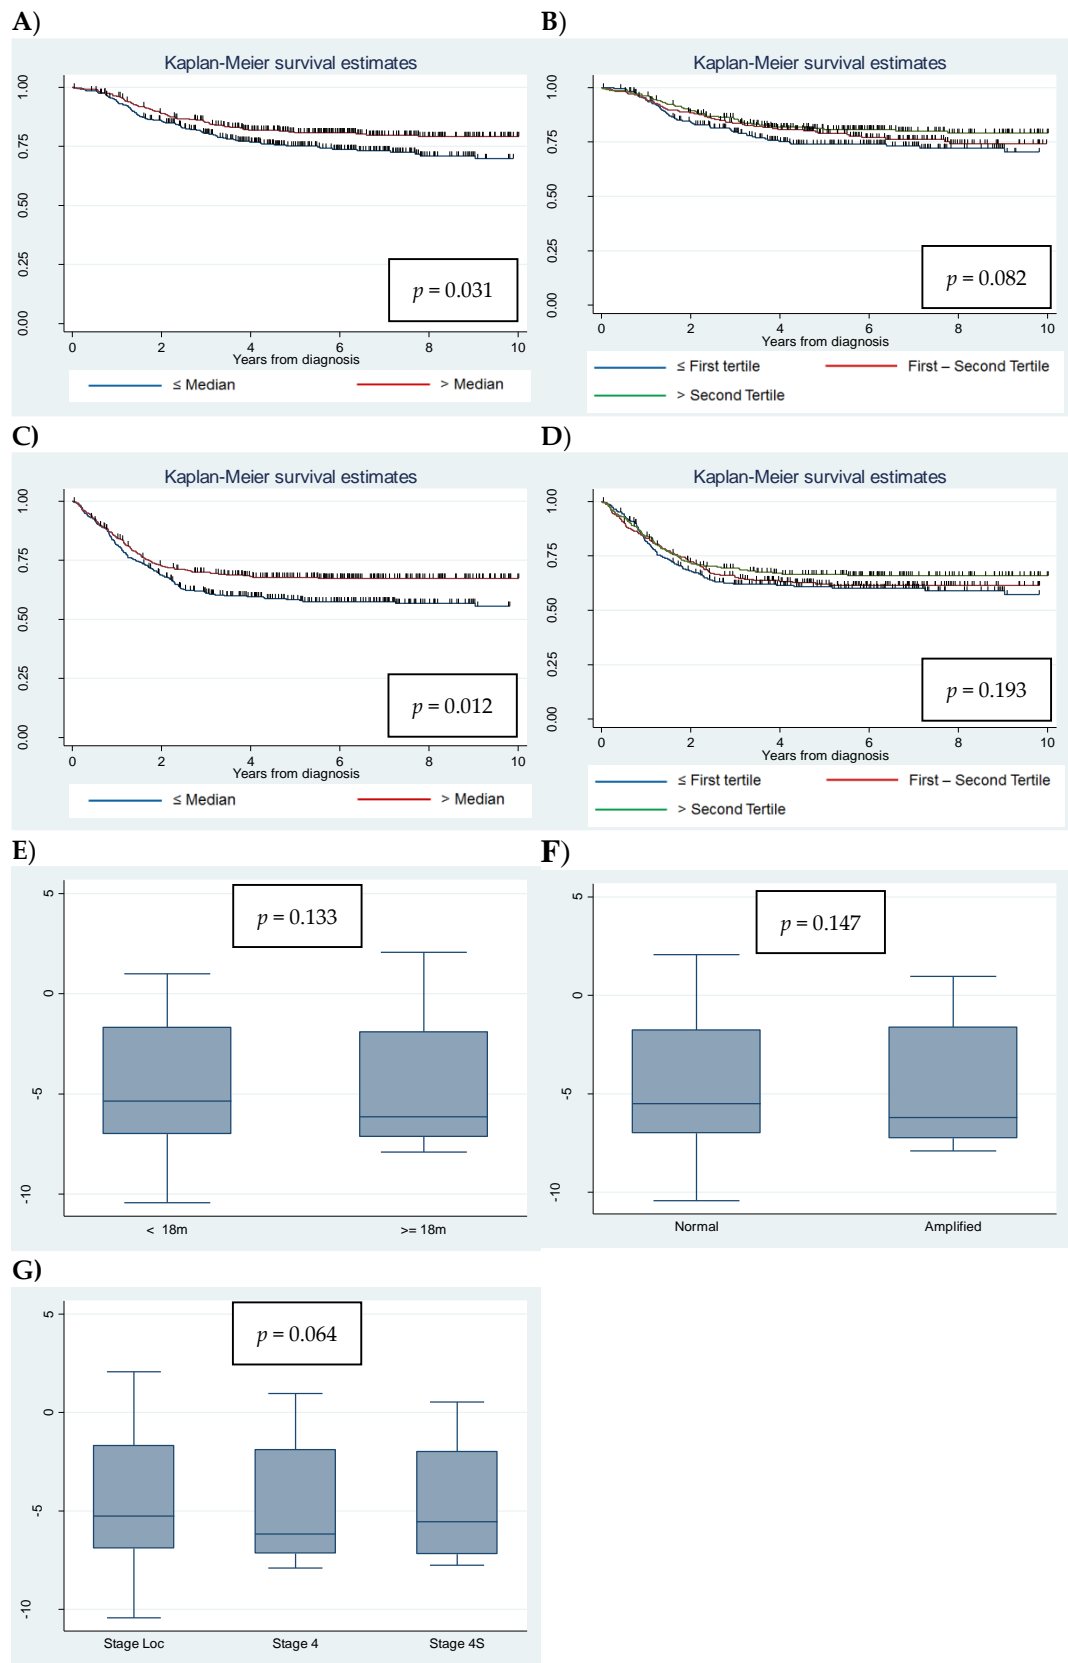 A)
Kaplan-Meier survival estimates
1.00
0.75
0.50
0.25
0.00
p = 0.031
0 2 4 6 8 10
Years from diagnosis
≤ Median > Median
B)
Kaplan-Meier survival estimates
1.00
0.75
0.50
0.25
0.00
p = 0.082
0 2 4 6 8 10
Years from diagnosis
≤ First tertile First – Second Tertile
> Second Tertile
C)
Kaplan-Meier survival estimates
1.00
0.75
0.50
0.25
0.00
p = 0.012
0 2 4 6 8 10
Years from diagnosis
≤ Median > Median
D)
Kaplan-Meier survival estimates
1.00
0.75
0.50
0.25
0.00
p = 0.193
0 2 4 6 8 10
Years from diagnosis
≤ First tertile First – Second Tertile
> Second Tertile
E)
p = 0.133
5
0
-5
-10
< 18m >= 18m
F)
p = 0.147
5
0
-5
-10
Normal Amplified
G)
p = 0.064
5
0
-5
-10
Stage Loc Stage 4 Stage 4S